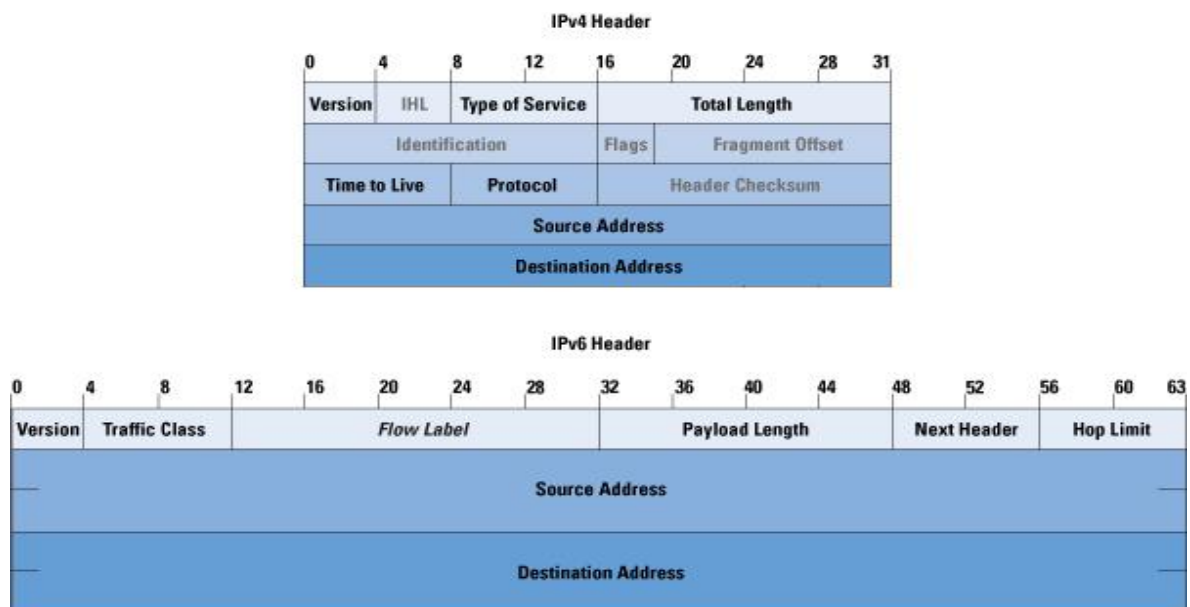 IPv4 Header
0 4 8 12 16 20 24 28 31
Version IHL Type of Service Total Length
Identification Flags Fragment Offset
Time to Live Protocol Header Checksum
Source Address
Destination Address
IPv6 Header
0 4 8 12 16 20 24 28 32 36 40 44 48 52 56 60 63
Version Traffic Class Flow Label Payload Length Next Header Hop Limit
Source Address
Destination Address